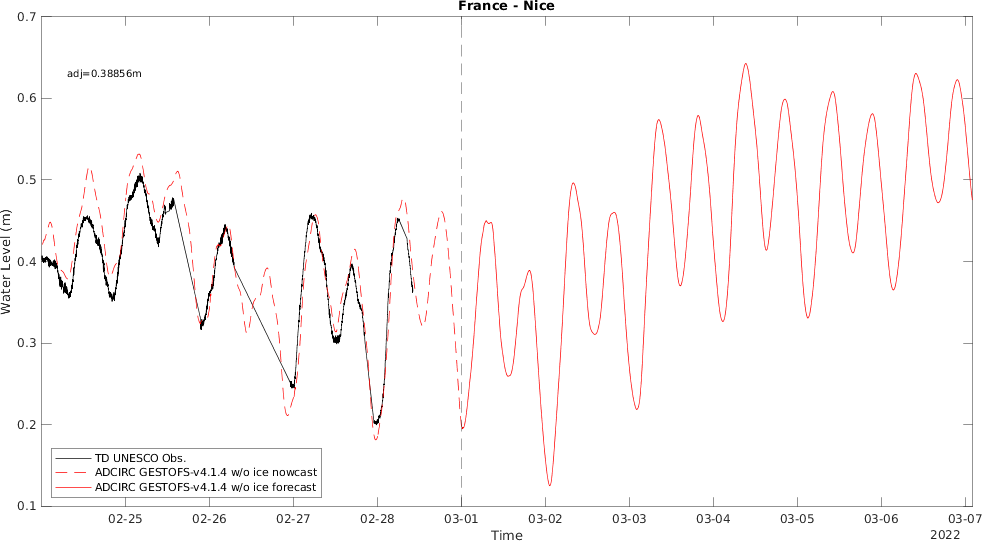 France - Nice
adj=0.38856m
Water Level (m)
0.7
0.6
0.5
0.4
0.3
0.2
0.1
TD UNESCO Obs.
ADCIRC GESTOFS-v4.1.4 w/o ice nowcast
ADCIRC GESTOFS-v4.1.4 w/o ice forecast
02-25 02-26 02-27 02-28 03-01 03-02 03-03 03-04 03-05 03-06 03-07
Time
2022